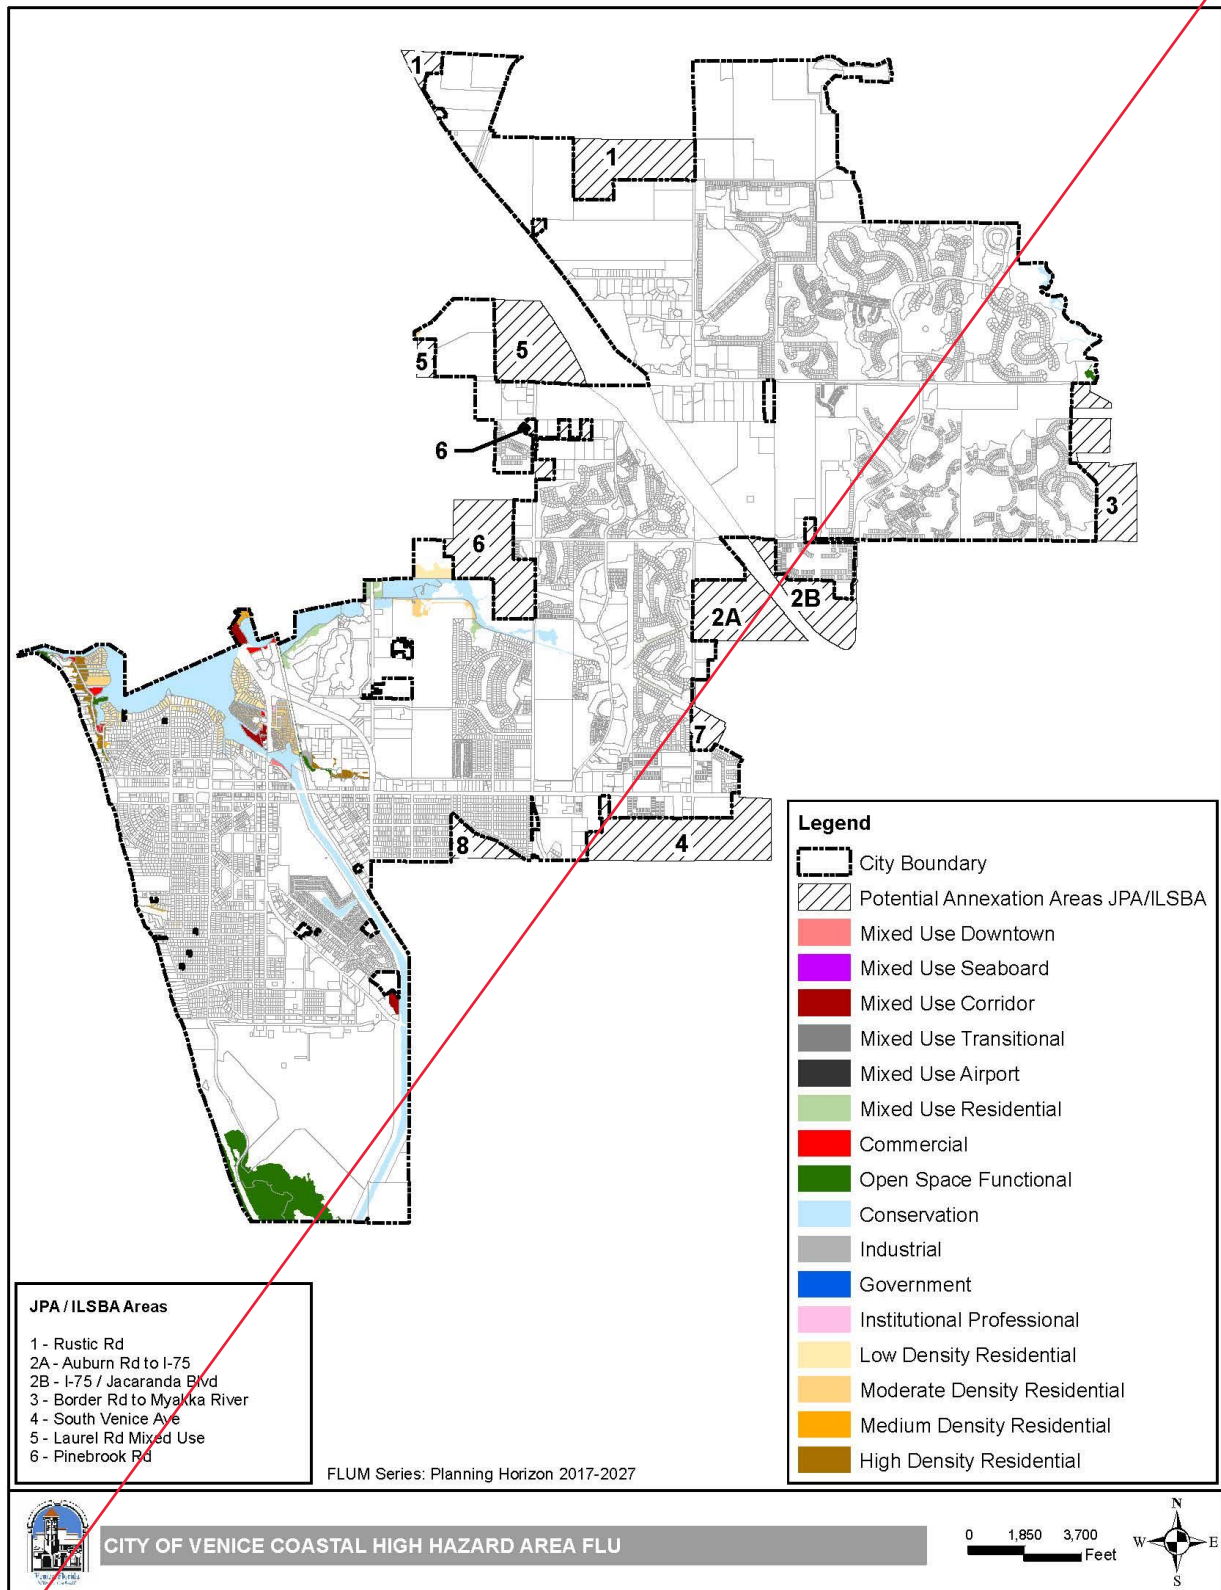 1
1
5
5
6
3
6
2A
2B
7
8
4
Legend
City Boundary
Potential Annexation Areas JPA/ILSBA
Mixed Use Downtown
Mixed Use Seaboard
Mixed Use Corridor
Mixed Use Transitional
Mixed Use Airport
Mixed Use Residential
Commercial
Open Space Functional
Conservation
Industrial
Government
Institutional Professional
Low Density Residential
Moderate Density Residential
Medium Density Residential
High Density Residential
JPA / ILSBA Areas
1 - Rustic Rd
2A - Auburn Rd to I-75
2B - I-75 / Jacaranda Blvd
3 - Border Rd to Myakka River
4 - South Venice Ave
5 - Laurel Rd Mixed Use
6 - Pinebrook Rd
FLUM Series: Planning Horizon 2017-2027
CITY OF VENICE COASTAL HIGH HAZARD AREA FLU
0 1,850 3,700
Feet
N
W E
S